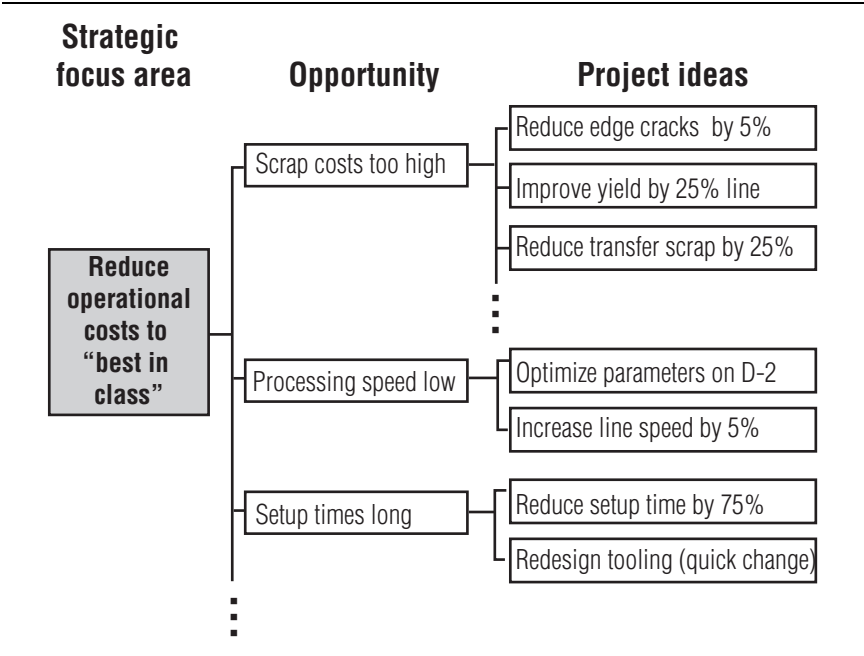 Strategic
focus area
Opportunity
Project ideas
Reduce
operational
costs to
“best in
class”
Scrap costs too high
Reduce edge cracks  by 5%
Improve yield by 25% line
Reduce transfer scrap by 25%
Processing speed low
Optimize parameters on D-2
Increase line speed by 5%
Setup times long
Reduce setup time by 75%
Redesign tooling (quick change)